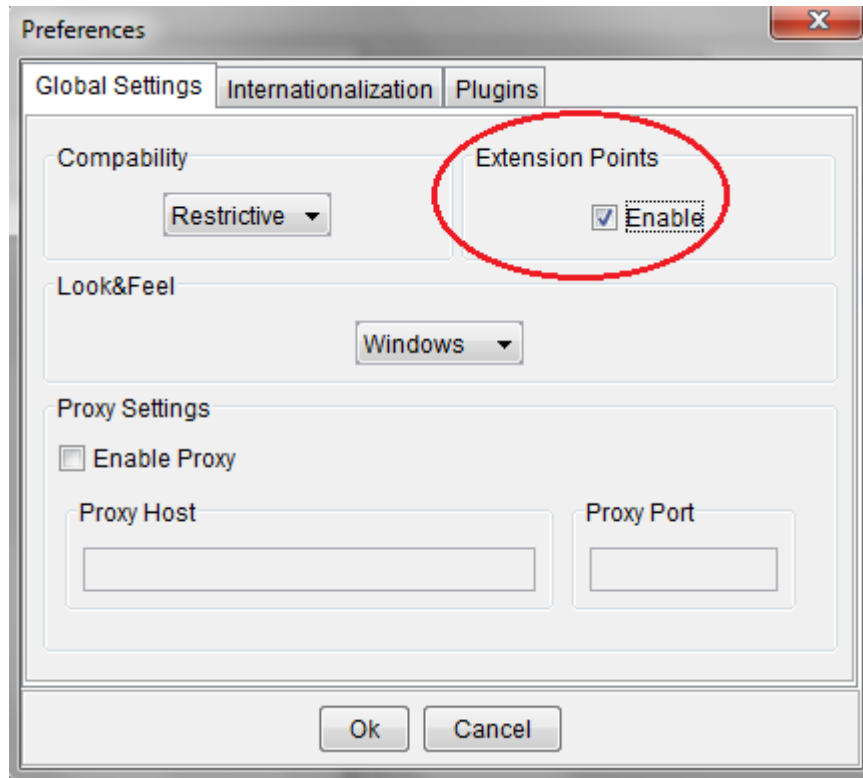 Preferences
Global Settings Internationalization Plugins
Compability Extension Points
Restrictive Enable
Look&Feel
Windows
Proxy Settings
Enable Proxy
Proxy Host Proxy Port
Ok Cancel